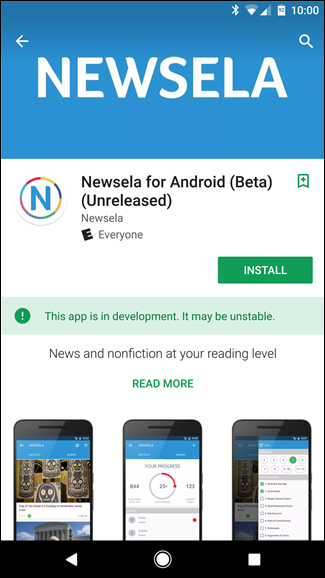 10:00
NEWSELA
Newsela for Android (Beta)
(Unreleased)
Newsela
E Everyone
INSTALL
! This app is in development. It may be unstable.
News and nonfiction at your reading level
READ MORE
NEWSELA
NEWSELA
YOUR PROGRESS
844
25
123